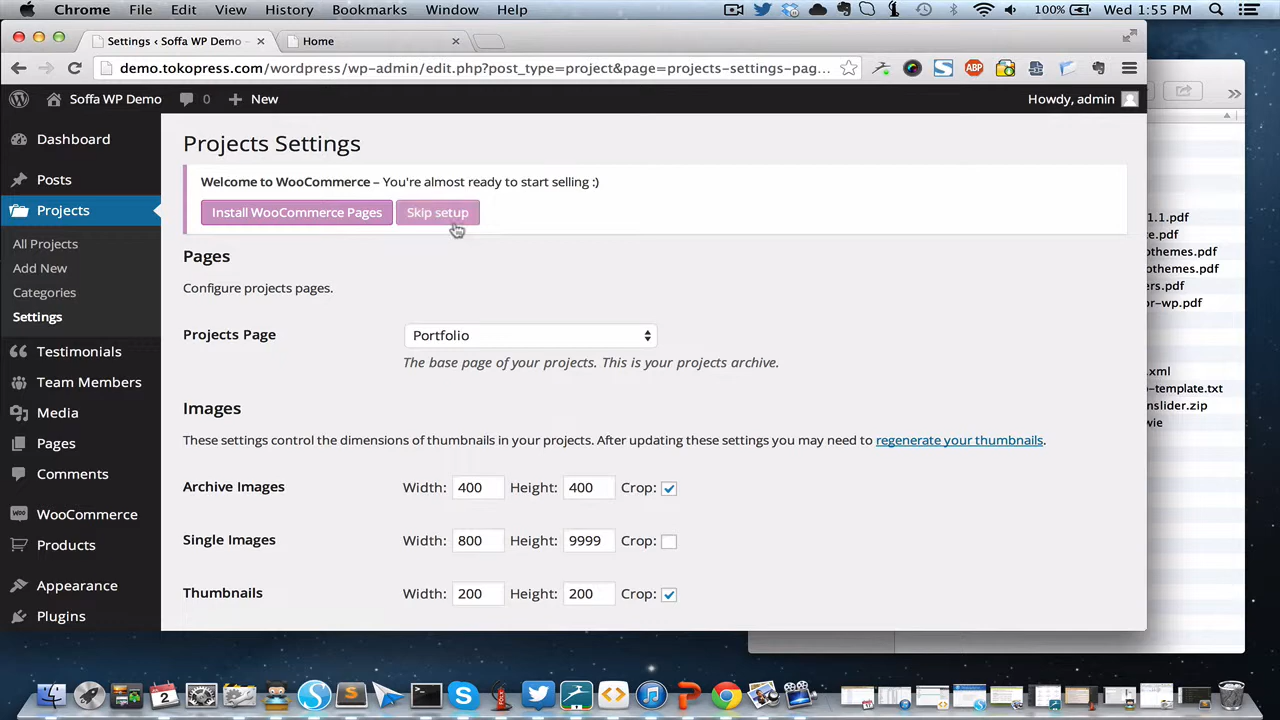 Chrome File Edit View History Bookmarks Window Help 100% Wed 1:55 PM
Settings ‹ Soffa WP Demo Home
demo.tokopress.com/wordpress/wp-admin/edit.php?post_type=project&page=projects-settings-pag...
ABP
Soffa WP Demo 0 New Howdy, admin
Dashboard
Posts
Projects
All Projects
Add New
Categories
Settings
Testimonials
Team Members
Media
Pages
Comments
WooCommerce
Products
Appearance
Plugins
Projects Settings
Welcome to WooCommerce – You're almost ready to start selling :)
Install WooCommerce Pages Skip setup
Pages
Configure projects pages.
Projects Page Portfolio
The base page of your projects. This is your projects archive.
Images
These settings control the dimensions of thumbnails in your projects. After updating these settings you may need to regenerate your thumbnails.
Archive Images Width: 400 Height: 400 Crop:
Single Images Width: 800 Height: 9999 Crop:
Thumbnails Width: 200 Height: 200 Crop:
1.1.pdf
te.pdf
othemes.pdf
othemes.pdf
ers.pdf
or-wp.pdf
.xml
-template.txt
nslider.zip
wie
2